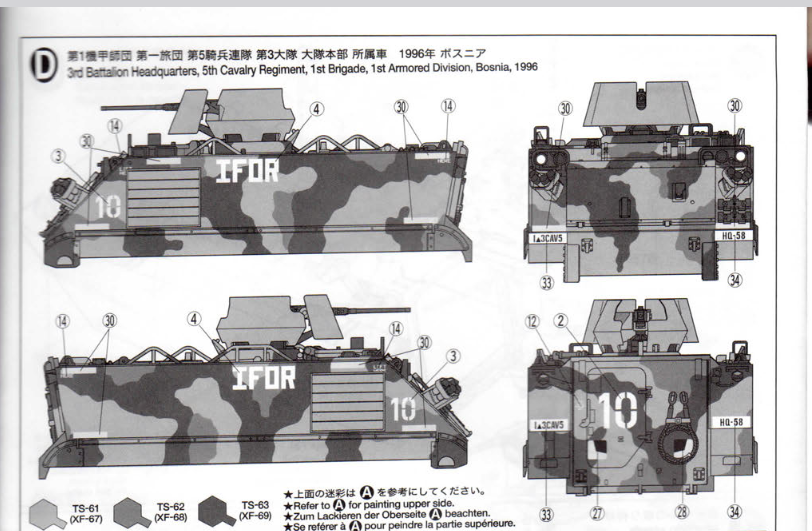 D 第1機甲師団 第一旅団 第5騎兵連隊 第3大隊 大隊本部 所属車 1996年 ボスニア
3rd Battalion Headquarters, 5th Cavalry Regiment, 1st Brigade, 1st Armored Division, Bosnia, 1996
14 30 4 30 14 30 30
3
IFOR
10
I▲3CAV5 HQ-58
33 34
14 30 4 14 30 3 12 2
IFOR
10
10
I▲3CAV5 HQ-58
33 27 28 34
TS-61 (XF-67)
TS-62 (XF-68)
TS-63 (XF-69)
★上面の迷彩は A を参考にしてください。
★Refer to A for painting upper side.
★Zum Lackieren der Oberseite A beachten.
★Se référer à A pour peindre la partie supérieure.